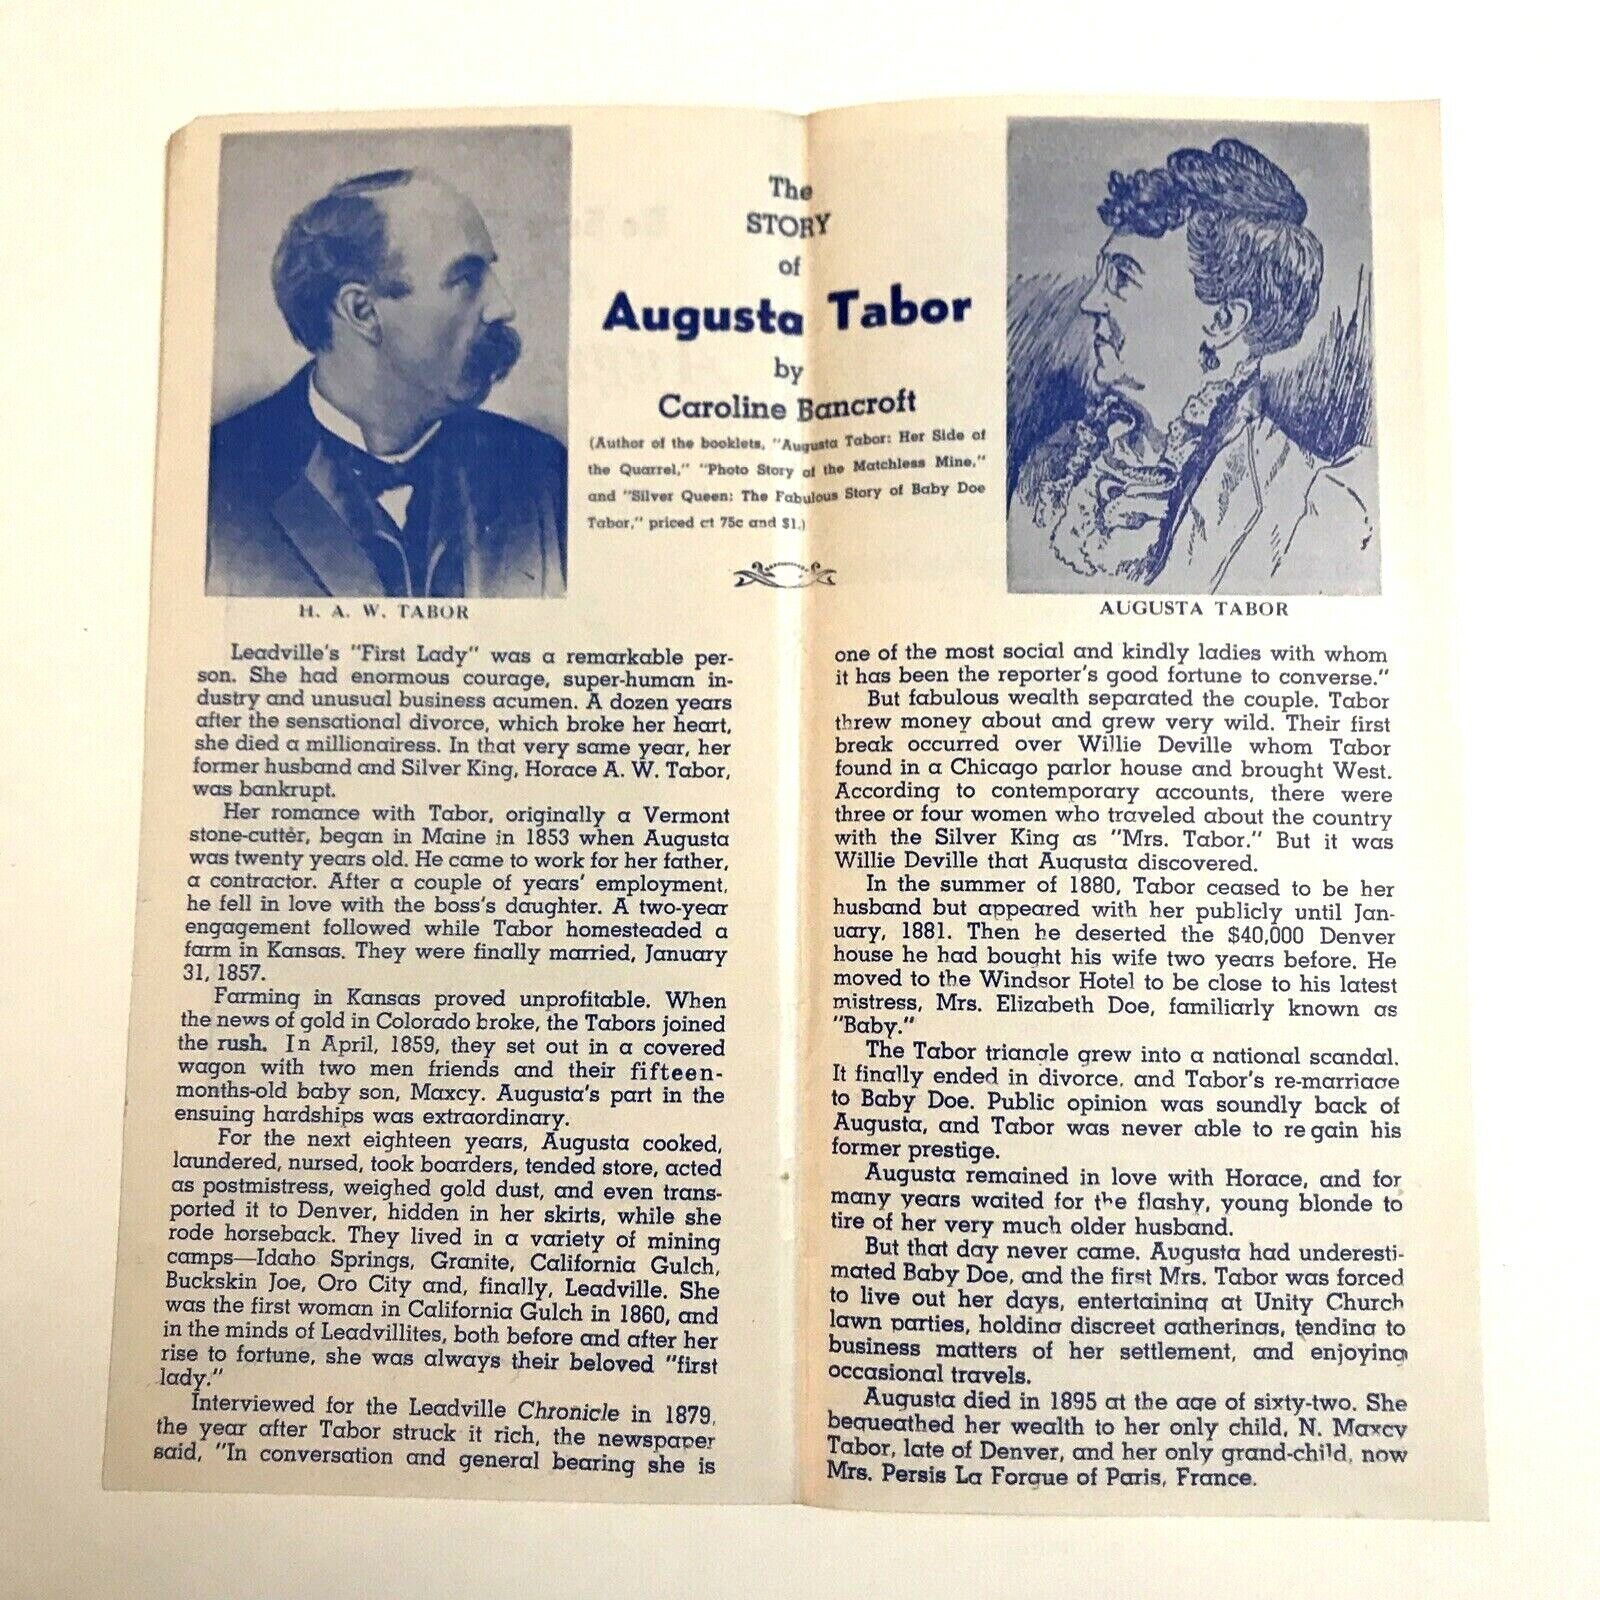 The
STORY
of
Augusta Tabor
by
Caroline Bancroft
(Author of the booklets, "Augusta Tabor: Her Side of
the Quarrel," "Photo Story of the Matchless Mine,"
and "Silver Queen: The Fabulous Story of Baby Doe
Tabor," priced at 75c and $1.)
H. A. W. TABOR
AUGUSTA TABOR
Leadville's "First Lady" was a remarkable per-
son. She had enormous courage, super-human in-
dustry and unusual business acumen. A dozen years
after the sensational divorce, which broke her heart,
she died a millionairess. In that very same year, her
former husband and Silver King, Horace A. W. Tabor,
was bankrupt.
Her romance with Tabor, originally a Vermont
stone-cutter, began in Maine in 1853 when Augusta
was twenty years old. He came to work for her father,
a contractor. After a couple of years' employment,
he fell in love with the boss's daughter. A two-year
engagement followed while Tabor homesteaded a
farm in Kansas. They were finally married, January
31, 1857.
Farming in Kansas proved unprofitable. When
the news of gold in Colorado broke, the Tabors joined
the rush. In April, 1859, they set out in a covered
wagon with two men friends and their fifteen-
months-old baby son, Maxcy. Augusta's part in the
ensuing hardships was extraordinary.
For the next eighteen years, Augusta cooked,
laundered, nursed, took boarders, tended store, acted
as postmistress, weighed gold dust, and even trans-
ported it to Denver, hidden in her skirts, while she
rode horseback. They lived in a variety of mining
camps—Idaho Springs, Granite, California Gulch,
Buckskin Joe, Oro City and, finally, Leadville. She
was the first woman in California Gulch in 1860, and
in the minds of Leadvillites, both before and after her
rise to fortune, she was always their beloved "first
lady."
Interviewed for the Leadville Chronicle in 1879,
the year after Tabor struck it rich, the newspaper
said, "In conversation and general bearing she is
one of the most social and kindly ladies with whom
it has been the reporter's good fortune to converse."
But fabulous wealth separated the couple. Tabor
threw money about and grew very wild. Their first
break occurred over Willie Deville whom Tabor
found in a Chicago parlor house and brought West.
According to contemporary accounts, there were
three or four women who traveled about the country
with the Silver King as "Mrs. Tabor." But it was
Willie Deville that Augusta discovered.
In the summer of 1880, Tabor ceased to be her
husband but appeared with her publicly until Jan-
uary, 1881. Then he deserted the $40,000 Denver
house he had bought his wife two years before. He
moved to the Windsor Hotel to be close to his latest
mistress, Mrs. Elizabeth Doe, familiarly known as
"Baby."
The Tabor triangle grew into a national scandal.
It finally ended in divorce, and Tabor's re-marriage
to Baby Doe. Public opinion was soundly back of
Augusta, and Tabor was never able to regain his
former prestige.
Augusta remained in love with Horace, and for
many years waited for the flashy, young blonde to
tire of her very much older husband.
But that day never came. Augusta had underesti-
mated Baby Doe, and the first Mrs. Tabor was forced
to live out her days, entertaining at Unity Church
lawn parties, holding discreet gatherings, tending to
business matters of her settlement, and enjoying
occasional travels.
Augusta died in 1895 at the age of sixty-two. She
bequeathed her wealth to her only child, N. Maxcy
Tabor, late of Denver, and her only grand-child, now
Mrs. Persis La Forgue of Paris, France.